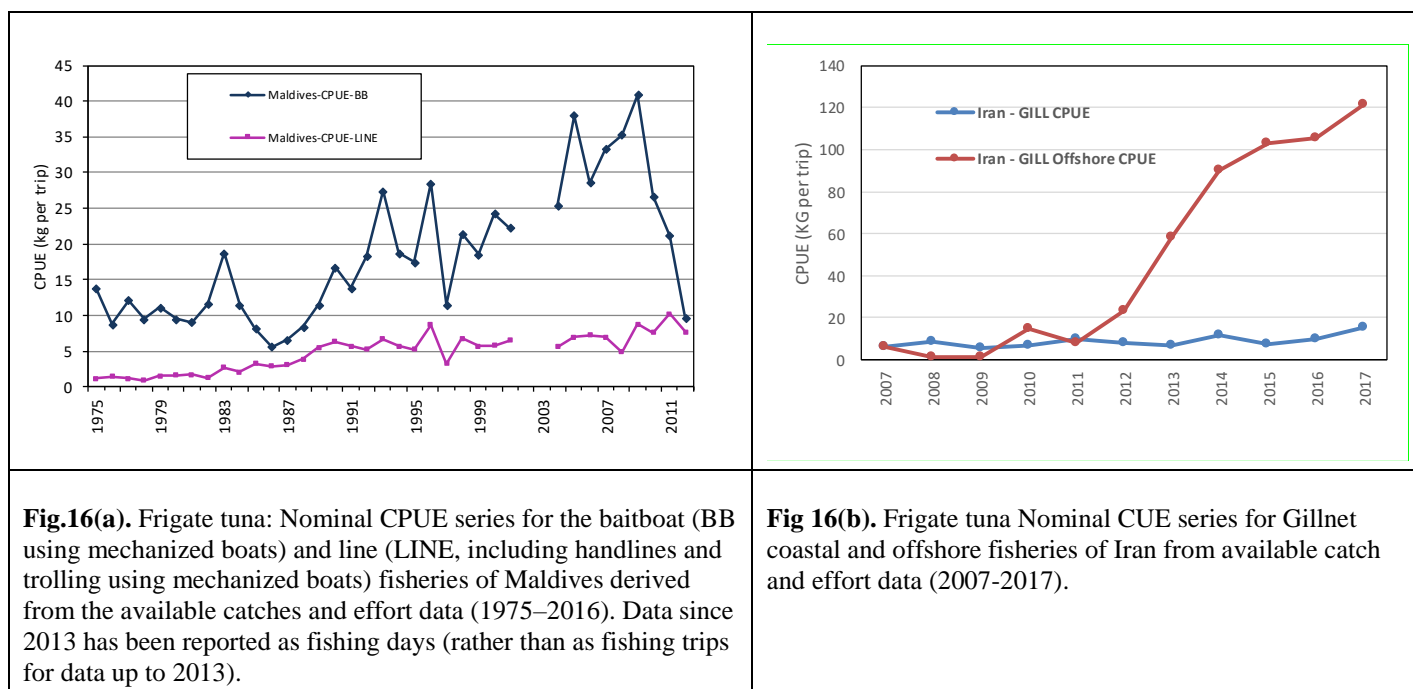 45
40
35
30
25
20
15
10
5
0
CPUE (kg per trip)
Maldives-CPUE-BB
Maldives-CPUE-LINE
1975
1979
1983
1987
1991
1995
1999
2003
2007
2011
140
120
100
80
60
40
20
0
CPUE (KG per trip)
Iran - GILL CPUE
Iran - GILL Offshore CPUE
2007
2008
2009
2010
2011
2012
2013
2014
2015
2016
2017
Fig.16(a). Frigate tuna: Nominal CPUE series for the baitboat (BB
using mechanized boats) and line (LINE, including handlines and
trolling using mechanized boats) fisheries of Maldives derived
from the available catches and effort data (1975–2016). Data since
2013 has been reported as fishing days (rather than as fishing trips
for data up to 2013).
Fig 16(b). Frigate tuna Nominal CUE series for Gillnet
coastal and offshore fisheries of Iran from available catch
and effort data (2007-2017).